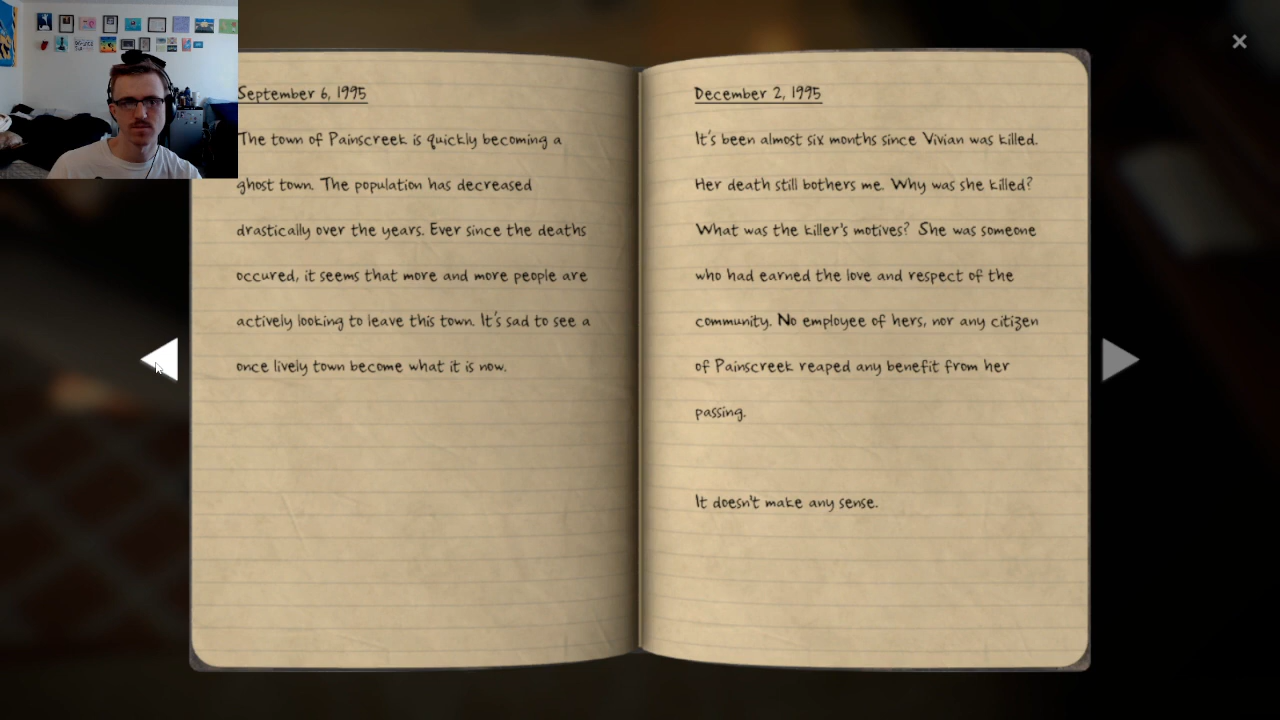 September 6, 1995
The town of Painscreek is quickly becoming a
ghost town. The population has decreased
drastically over the years. Ever since the deaths
occured, it seems that more and more people are
actively looking to leave this town. It's sad to see a
once lively town become what it is now.
December 2, 1995
It's been almost six months since Vivian was killed.
Her death still bothers me. Why was she killed?
What was the killer's motives? She was someone
who had earned the love and respect of the
community. No employee of hers, nor any citizen
of Painscreek reaped any benefit from her
passing.
It doesn't make any sense.